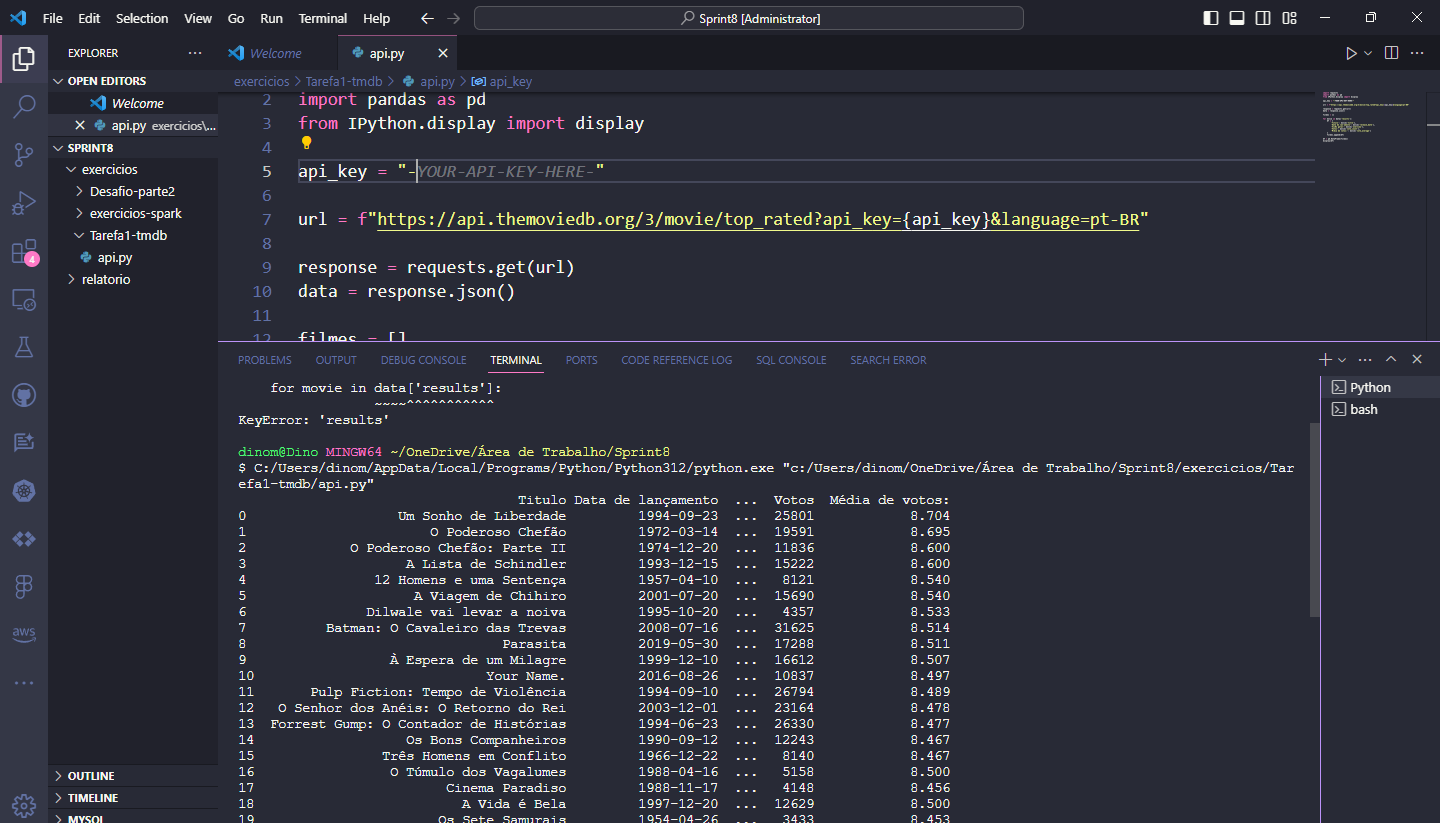 File Edit Selection View Go Run Terminal Help
Sprint8 [Administrator]
EXPLORER
OPEN EDITORS
Welcome
api.py exercicios\...
SPRINT8
exercicios
Desafio-parte2
exercicios-spark
Tarefa1-tmdb
api.py
relatorio
OUTLINE
TIMELINE
MYSQL
4
aws
Welcome
api.py
exercicios > Tarefa1-tmdb > api.py > api_key
2 import pandas as pd
3 from IPython.display import display
4
5 api_key = "-YOUR-API-KEY-HERE-"
6
7 url = f"https://api.themoviedb.org/3/movie/top_rated?api_key={api_key}&language=pt-BR"
8
9 response = requests.get(url)
10 data = response.json()
11
12 filmes = []
PROBLEMS OUTPUT DEBUG CONSOLE TERMINAL PORTS CODE REFERENCE LOG SQL CONSOLE SEARCH ERROR
Python
bash
for movie in data['results']:
~~~~^^^^^^^^^^^
KeyError: 'results'
dinom@Dino MINGW64 ~/OneDrive/Área de Trabalho/Sprint8
$ C:/Users/dinom/AppData/Local/Programs/Python/Python312/python.exe "c:/Users/dinom/OneDrive/Área de Trabalho/Sprint8/exercicios/Tar
efa1-tmdb/api.py"
Titulo Data de lançamento ... Votos Média de votos:
0 Um Sonho de Liberdade 1994-09-23 ... 25801 8.704
1 O Poderoso Chefão 1972-03-14 ... 19591 8.695
2 O Poderoso Chefão: Parte II 1974-12-20 ... 11836 8.600
3 A Lista de Schindler 1993-12-15 ... 15222 8.600
4 12 Homens e uma Sentença 1957-04-10 ... 8121 8.540
5 A Viagem de Chihiro 2001-07-20 ... 15690 8.540
6 Dilwale vai levar a noiva 1995-10-20 ... 4357 8.533
7 Batman: O Cavaleiro das Trevas 2008-07-16 ... 31625 8.514
8 Parasita 2019-05-30 ... 17288 8.511
9 À Espera de um Milagre 1999-12-10 ... 16612 8.507
10 Your Name. 2016-08-26 ... 10837 8.497
11 Pulp Fiction: Tempo de Violência 1994-09-10 ... 26794 8.489
12 O Senhor dos Anéis: O Retorno do Rei 2003-12-01 ... 23164 8.478
13 Forrest Gump: O Contador de Histórias 1994-06-23 ... 26330 8.477
14 Os Bons Companheiros 1990-09-12 ... 12243 8.467
15 Três Homens em Conflito 1966-12-22 ... 8140 8.467
16 O Túmulo dos Vagalumes 1988-04-16 ... 5158 8.500
17 Cinema Paradiso 1988-11-17 ... 4148 8.456
18 A Vida é Bela 1997-12-20 ... 12629 8.500
19 Os Sete Samurais 1954-04-26 ... 3433 8.453